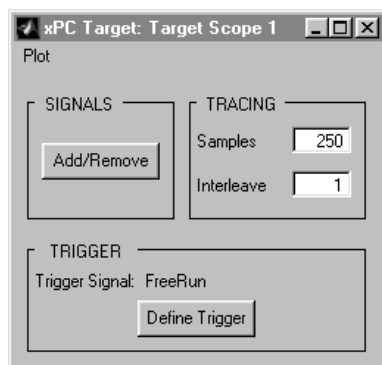 xPC Target: Target Scope 1
Plot
SIGNALS
Add/Remove
TRACING
Samples 250
Interleave 1
TRIGGER
Trigger Signal: FreeRun
Define Trigger